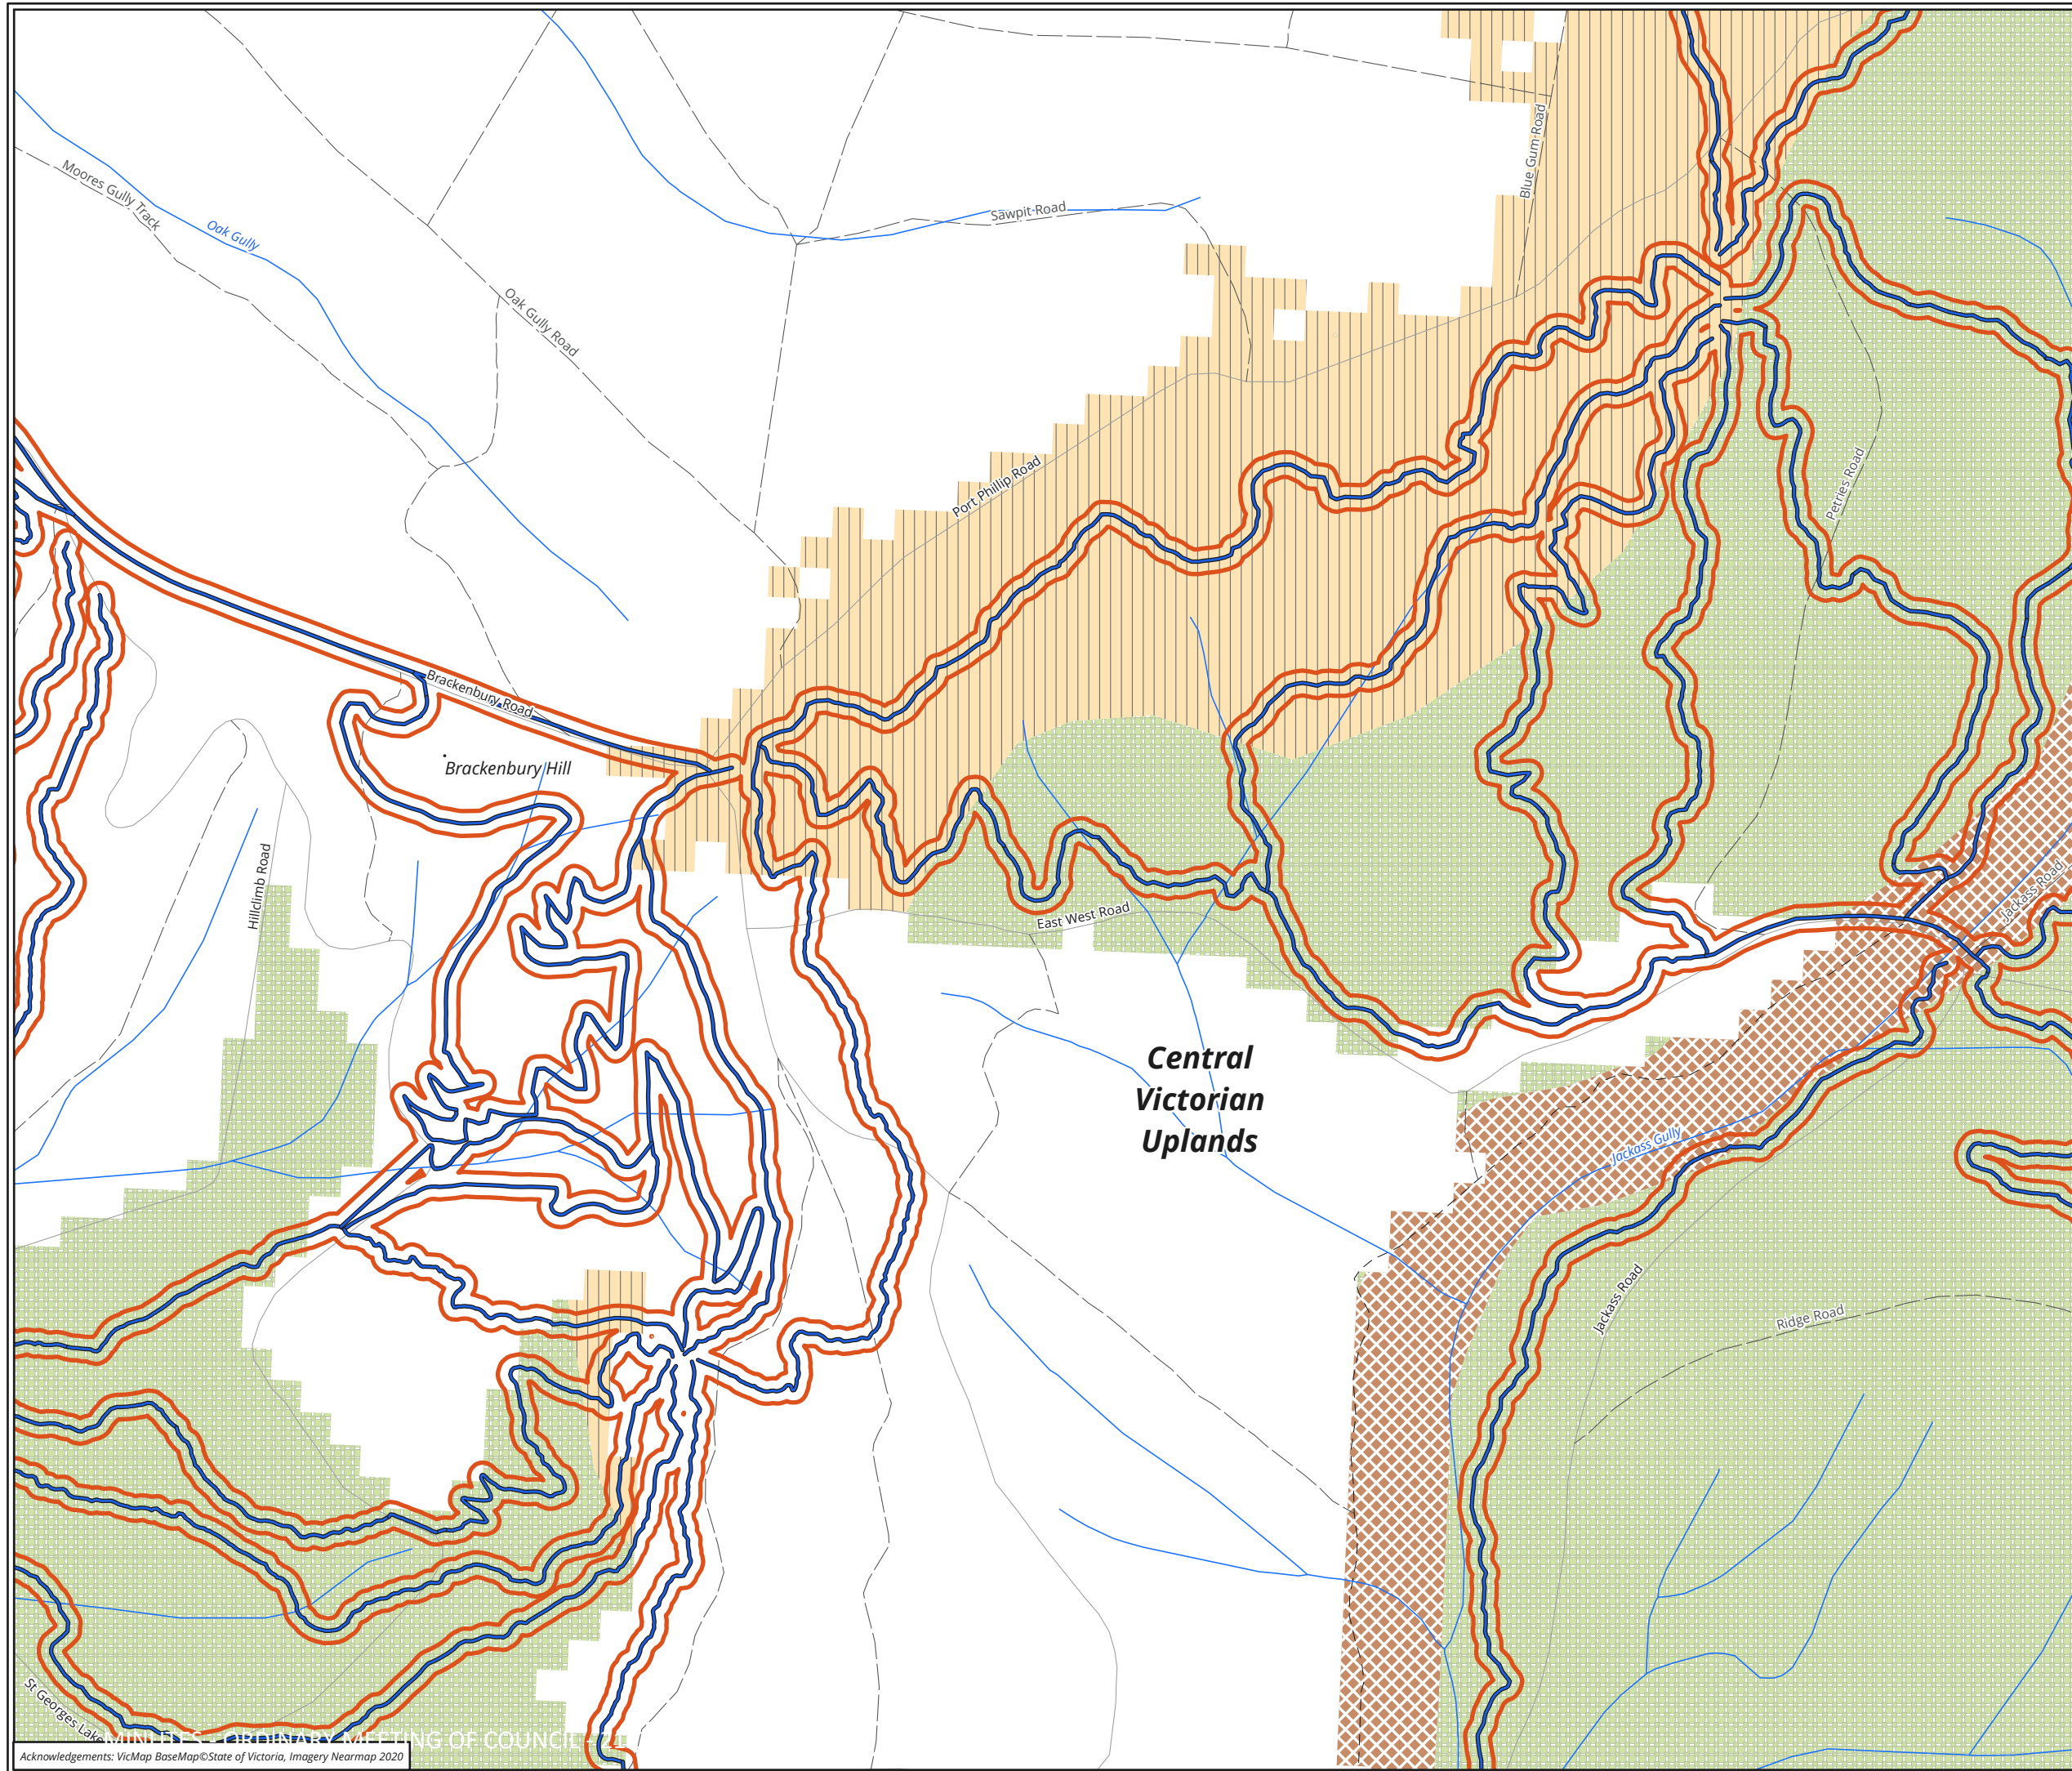 Blue Gum Road
Moores Gully Track
Oak Gully
Sawpit Road
Oak Gully Road
Port Phillip Road
Petries Road
Brackenbury Road
Brackenbury Hill
Hillclimb Road
East West Road
Jackass Road
Central
Victorian
Uplands
Jackass Gully
Jackass Road
Ridge Road
St Georges Lake
MINUTES - ORDINARY MEETING OF COUNCIL - 21
Acknowledgements: VicMap BaseMap©State of Victoria, Imagery Nearmap 2020